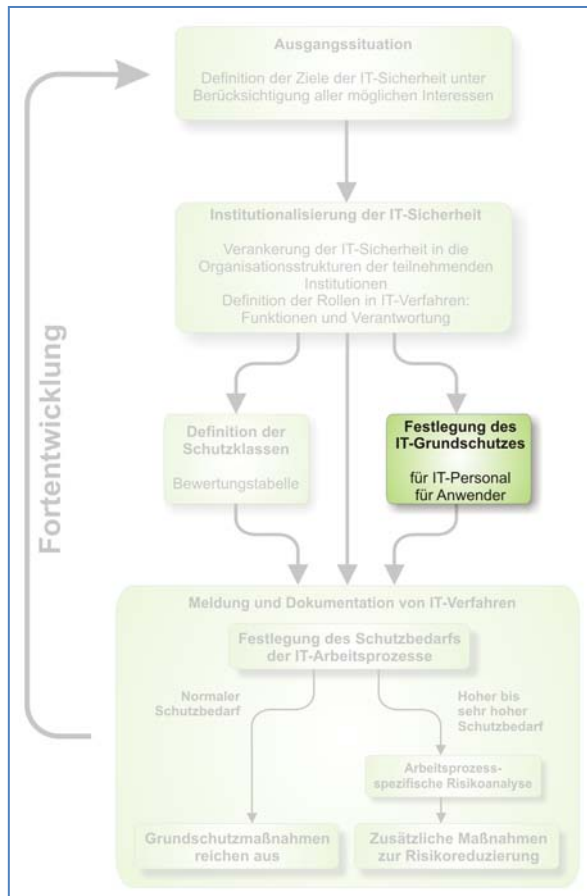 Ausgangssituation
Definition der Ziele der IT-Sicherheit unter
Berücksichtigung aller möglichen Interessen
Institutionalisierung der IT-Sicherheit
Verankerung der IT-Sicherheit in die
Organisationsstrukturen der teilnehmenden
Institutionen
Definition der Rollen in IT-Verfahren:
Funktionen und Verantwortung
Fortentwicklung
Definition der
Schutzklassen
Bewertungstabelle
Festlegung des
IT-Grundschutzes
für IT-Personal
für Anwender
Meldung und Dokumentation von IT-Verfahren
Festlegung des Schutzbedarfs
der IT-Arbeitsprozesse
Normaler
Schutzbedarf
Hoher bis
sehr hoher
Schutzbedarf
Arbeitsprozess-
spezifische Risikoanalyse
Grundschutzmaßnahmen
reichen aus
Zusätzliche Maßnahmen
zur Risikoreduzierung